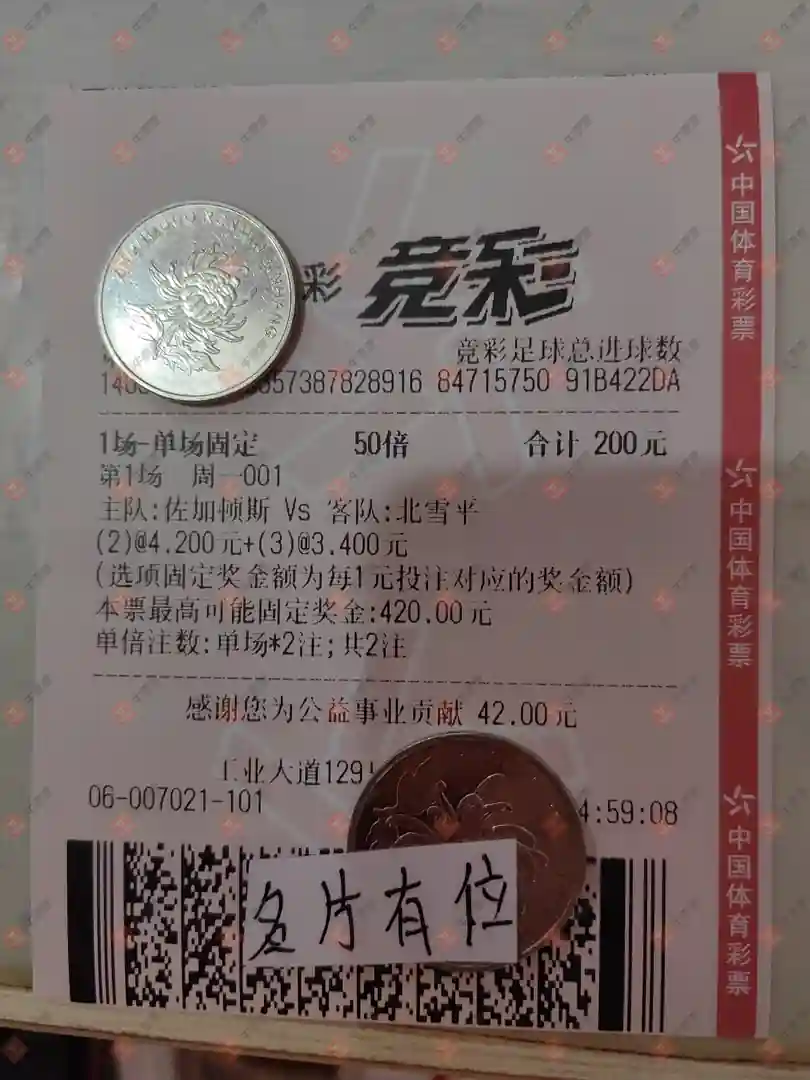 彩 竞彩
竞彩足球总进球数
57387828916 84715750 91B422DA
1场-单场固定 50倍 合计 200元
第1场 周一001
主队:佐加顿斯 Vs 客队:北雪平
(2)@4.200元+(3)@3.400元
(选项固定奖金额为每1元投注对应的奖金额)
本票最高可能固定奖金:420.00元
单倍注数:单场*2注;共2注
感谢您为公益事业贡献 42.00元
工业大道129
06-007021-101 4:59:08
名片有位
中国体育彩票
中国体育彩票
中国体育彩票